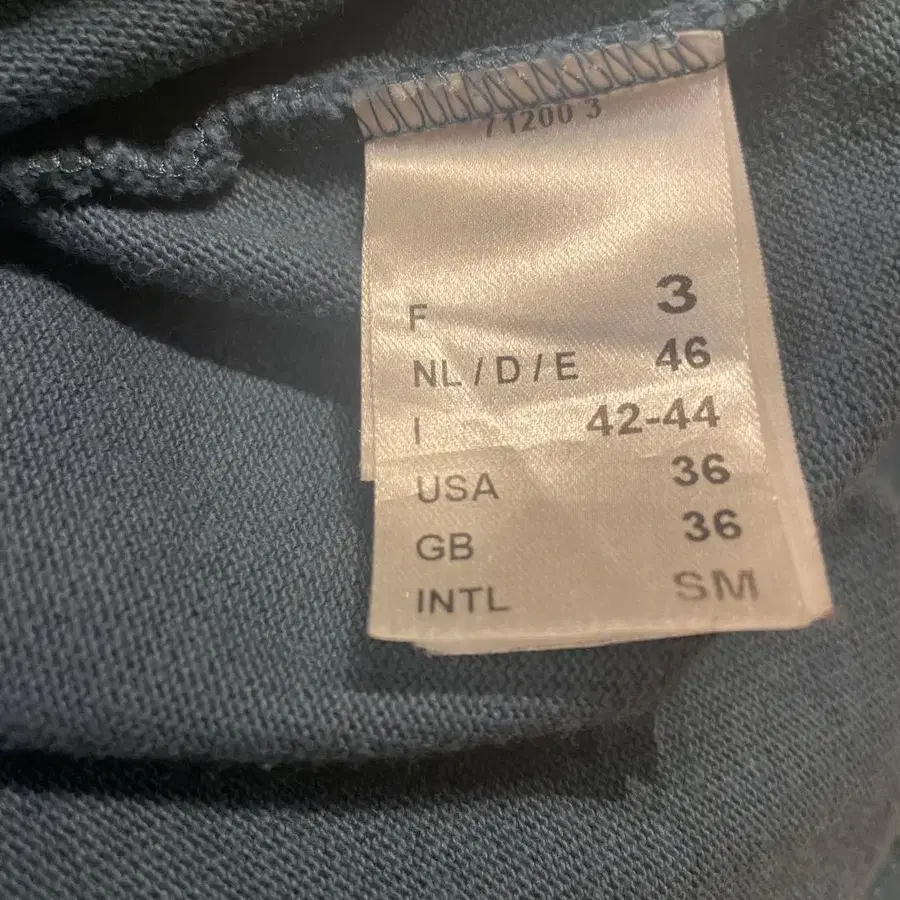 71200 3
F 3
NL / D / E 46
I 42-44
USA 36
GB 36
INTL SM